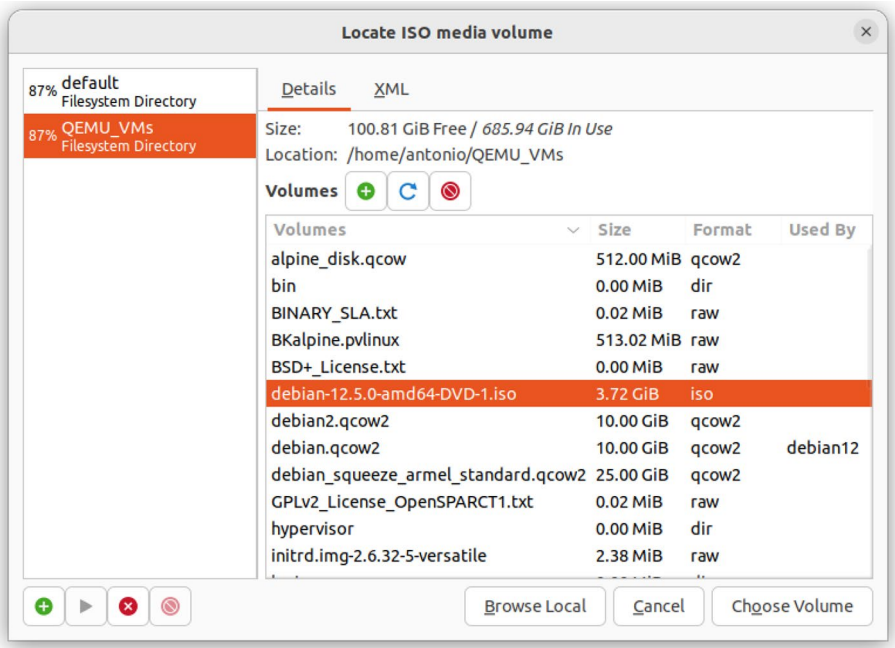 Locate ISO media volume
87% default
Filesystem Directory
87% QEMU_VMs
Filesystem Directory
Details XML
Size: 100.81 GiB Free / 685.94 GiB In Use
Location: /home/antonio/QEMU_VMs
Volumes
Volumes Size Format Used By
alpine_disk.qcow 512.00 MiB qcow2
bin 0.00 MiB dir
BINARY_SLA.txt 0.02 MiB raw
BKalpine.pvlinux 513.02 MiB raw
BSD+_License.txt 0.00 MiB raw
debian-12.5.0-amd64-DVD-1.iso 3.72 GiB iso
debian2.qcow2 10.00 GiB qcow2
debian.qcow2 10.00 GiB qcow2 debian12
debian_squeeze_armel_standard.qcow2 25.00 GiB qcow2
GPLv2_License_OpenSPARCT1.txt 0.02 MiB raw
hypervisor 0.00 MiB dir
initrd.img-2.6.32-5-versatile 2.38 MiB raw
Browse Local Cancel Choose Volume